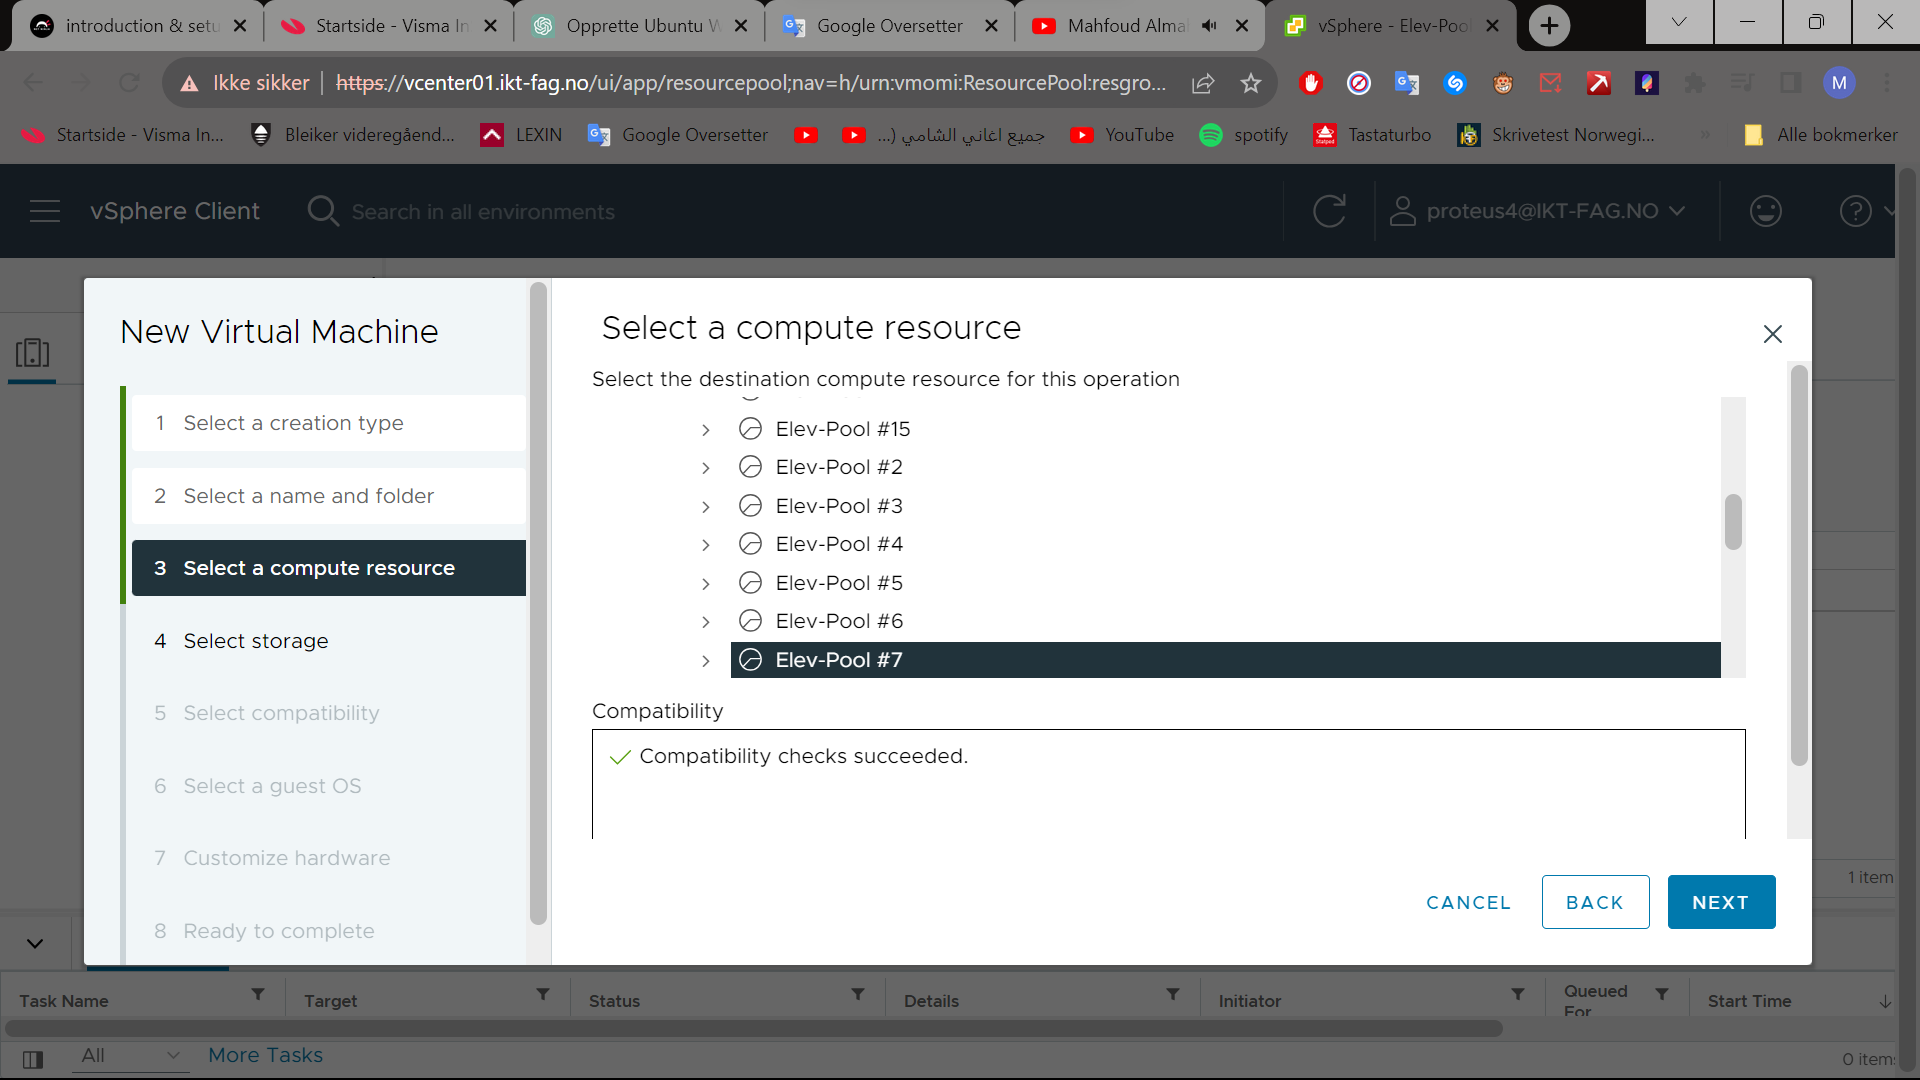 introduction & setu
Startside - Visma In
Opprette Ubuntu W
Google Oversetter
Mahfoud Almal
vSphere - Elev-Pool
Ikke sikker
https://vcenter01.ikt-fag.no/ui/app/resourcepool;nav=h/urn:vmomi:ResourcePool:resgro...
M
Startside - Visma In...
Bleiker videregåend...
LEXIN
Google Oversetter
جميع اغاني الشامي (...
YouTube
spotify
Tastaturbo
Skrivetest Norwegi...
»
Alle bokmerker
vSphere Client
Search in all environments
proteus4@IKT-FAG.NO
New Virtual Machine
1 Select a creation type
2 Select a name and folder
3 Select a compute resource
4 Select storage
5 Select compatibility
6 Select a guest OS
7 Customize hardware
8 Ready to complete
Select a compute resource
Select the destination compute resource for this operation
Elev-Pool #15
Elev-Pool #2
Elev-Pool #3
Elev-Pool #4
Elev-Pool #5
Elev-Pool #6
Elev-Pool #7
Compatibility
Compatibility checks succeeded.
CANCEL
BACK
NEXT
1 item
Task Name
Target
Status
Details
Initiator
Queued For
Start Time
All
More Tasks
0 items